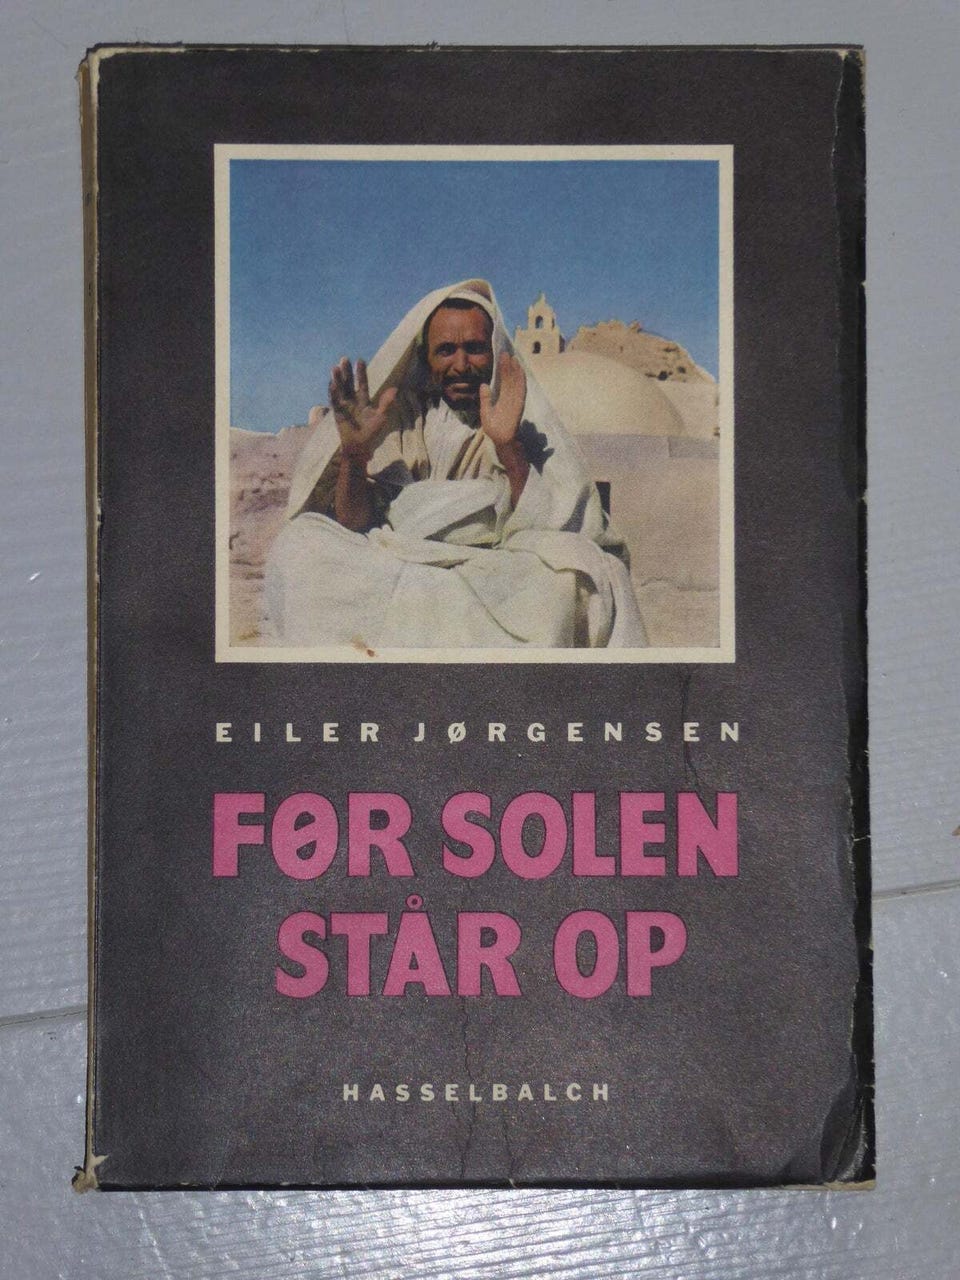 EILER JØRGENSEN
FØR SOLEN
STÅR OP
HASSELBALCH